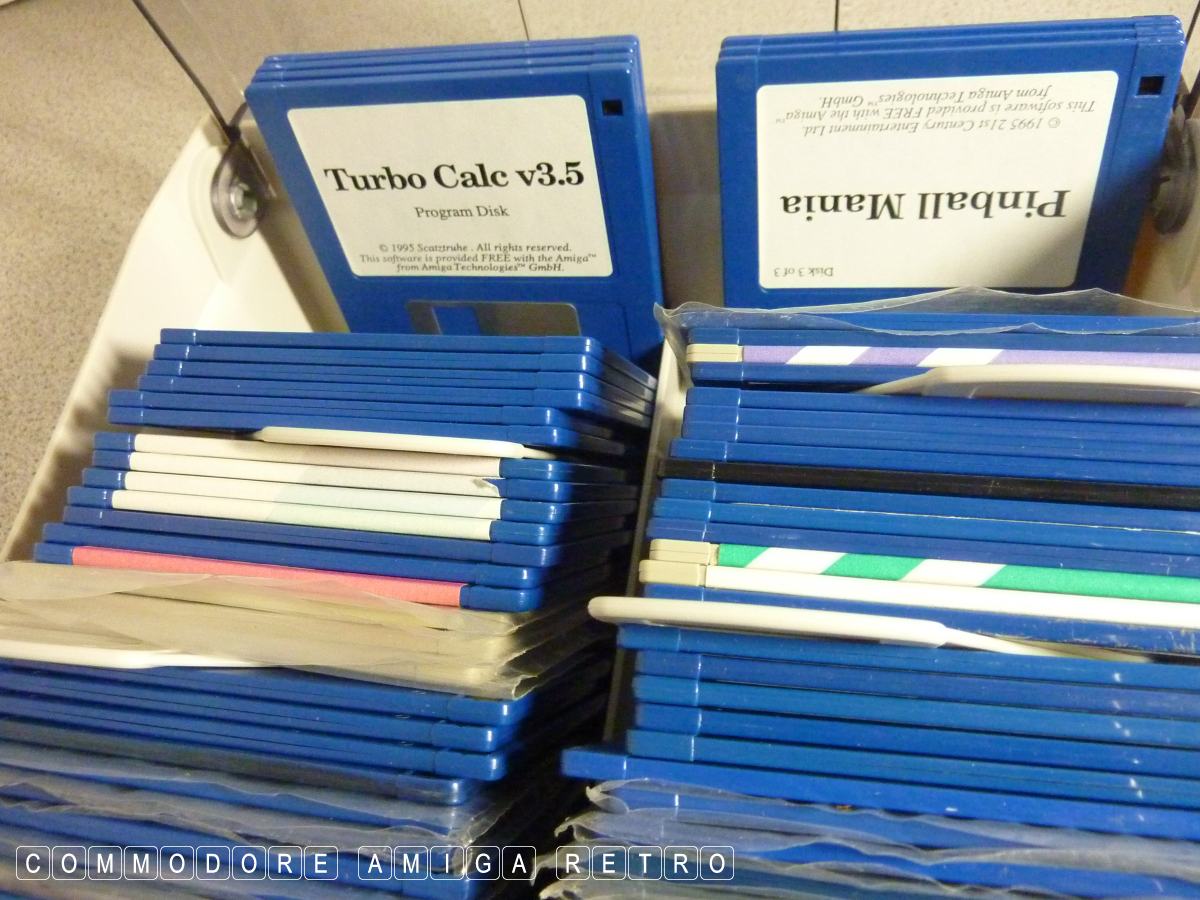 Turbo Calc v3.5
Program Disk
© 1995 Scatztruhe . All rights reserved.
This software is provided FREE with the Amiga™
from Amiga Technologies™ GmbH.
Pinball Mania
Disk 3 of 3
© 1995 21st Century Entertainment Ltd.
This software is provided FREE with the Amiga™
from Amiga Technologies™ GmbH.
COMMODORE AMIGA RETRO